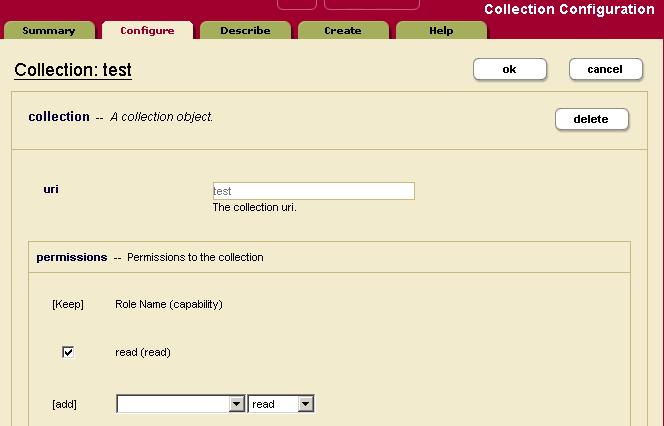 Collection Configuration
Summary Configure Describe Create Help
Collection: test ok cancel
collection -- A collection object. delete
uri test
The collection uri.
permissions -- Permissions to the collection
[Keep] Role Name (capability)
read (read)
[add] read